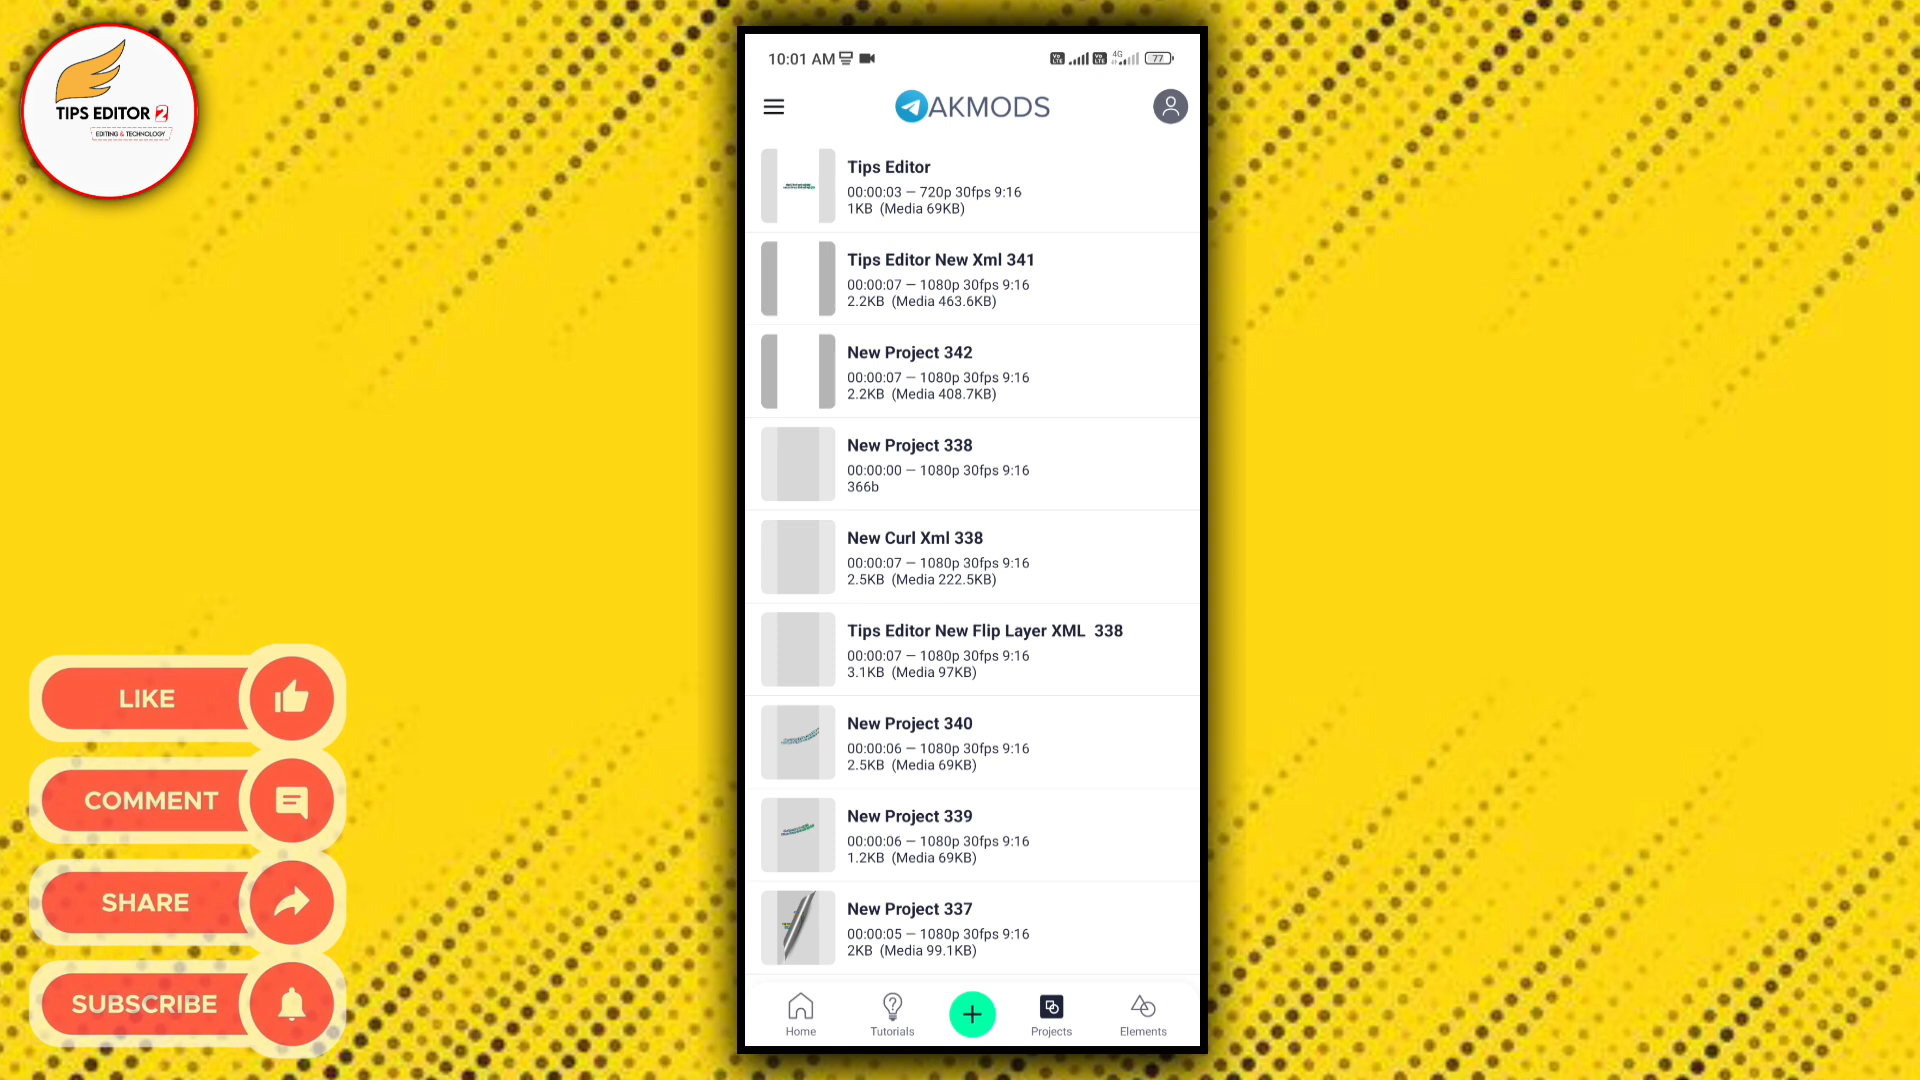 TIPS EDITOR 2
EDITING & TECHNOLOGY
LIKE
COMMENT
SHARE
SUBSCRIBE
10:01 AM
4G
77
AKMODS
Tips Editor
00:00:03 — 720p 30fps 9:16
1KB (Media 69KB)
Tips Editor New Xml 341
00:00:07 — 1080p 30fps 9:16
2.2KB (Media 463.6KB)
New Project 342
00:00:07 — 1080p 30fps 9:16
2.2KB (Media 408.7KB)
New Project 338
00:00:00 — 1080p 30fps 9:16
366b
New Curl Xml 338
00:00:07 — 1080p 30fps 9:16
2.5KB (Media 222.5KB)
Tips Editor New Flip Layer XML 338
00:00:07 — 1080p 30fps 9:16
3.1KB (Media 97KB)
New Project 340
00:00:06 — 1080p 30fps 9:16
2.5KB (Media 69KB)
New Project 339
00:00:06 — 1080p 30fps 9:16
1.2KB (Media 69KB)
New Project 337
00:00:05 — 1080p 30fps 9:16
2KB (Media 99.1KB)
Home
Tutorials
Projects
Elements